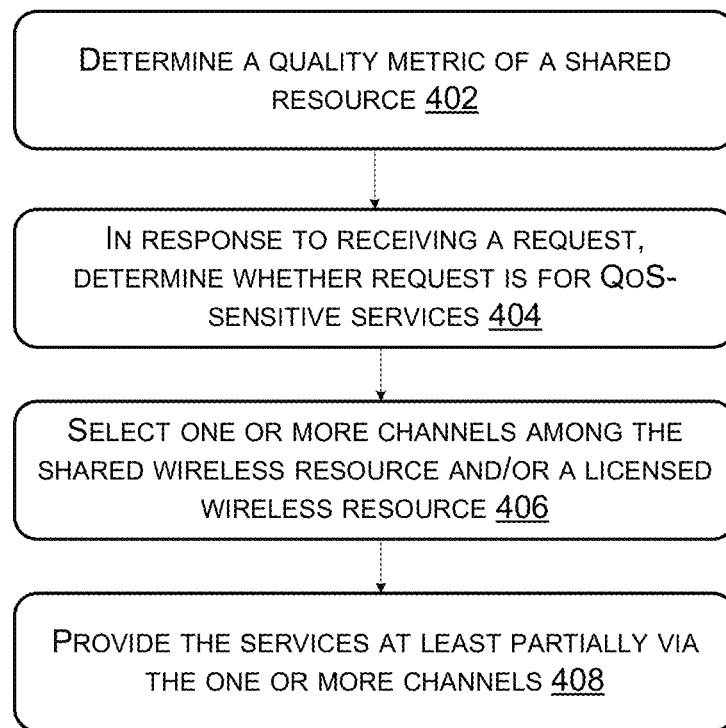 DETERMINE A QUALITY METRIC OF A SHARED
RESOURCE 402
IN RESPONSE TO RECEIVING A REQUEST,
DETERMINE WHETHER REQUEST IS FOR QOS-
SENSITIVE SERVICES 404
SELECT ONE OR MORE CHANNELS AMONG THE
SHARED WIRELESS RESOURCE AND/OR A LICENSED
WIRELESS RESOURCE 406
PROVIDE THE SERVICES AT LEAST PARTIALLY VIA
THE ONE OR MORE CHANNELS 408